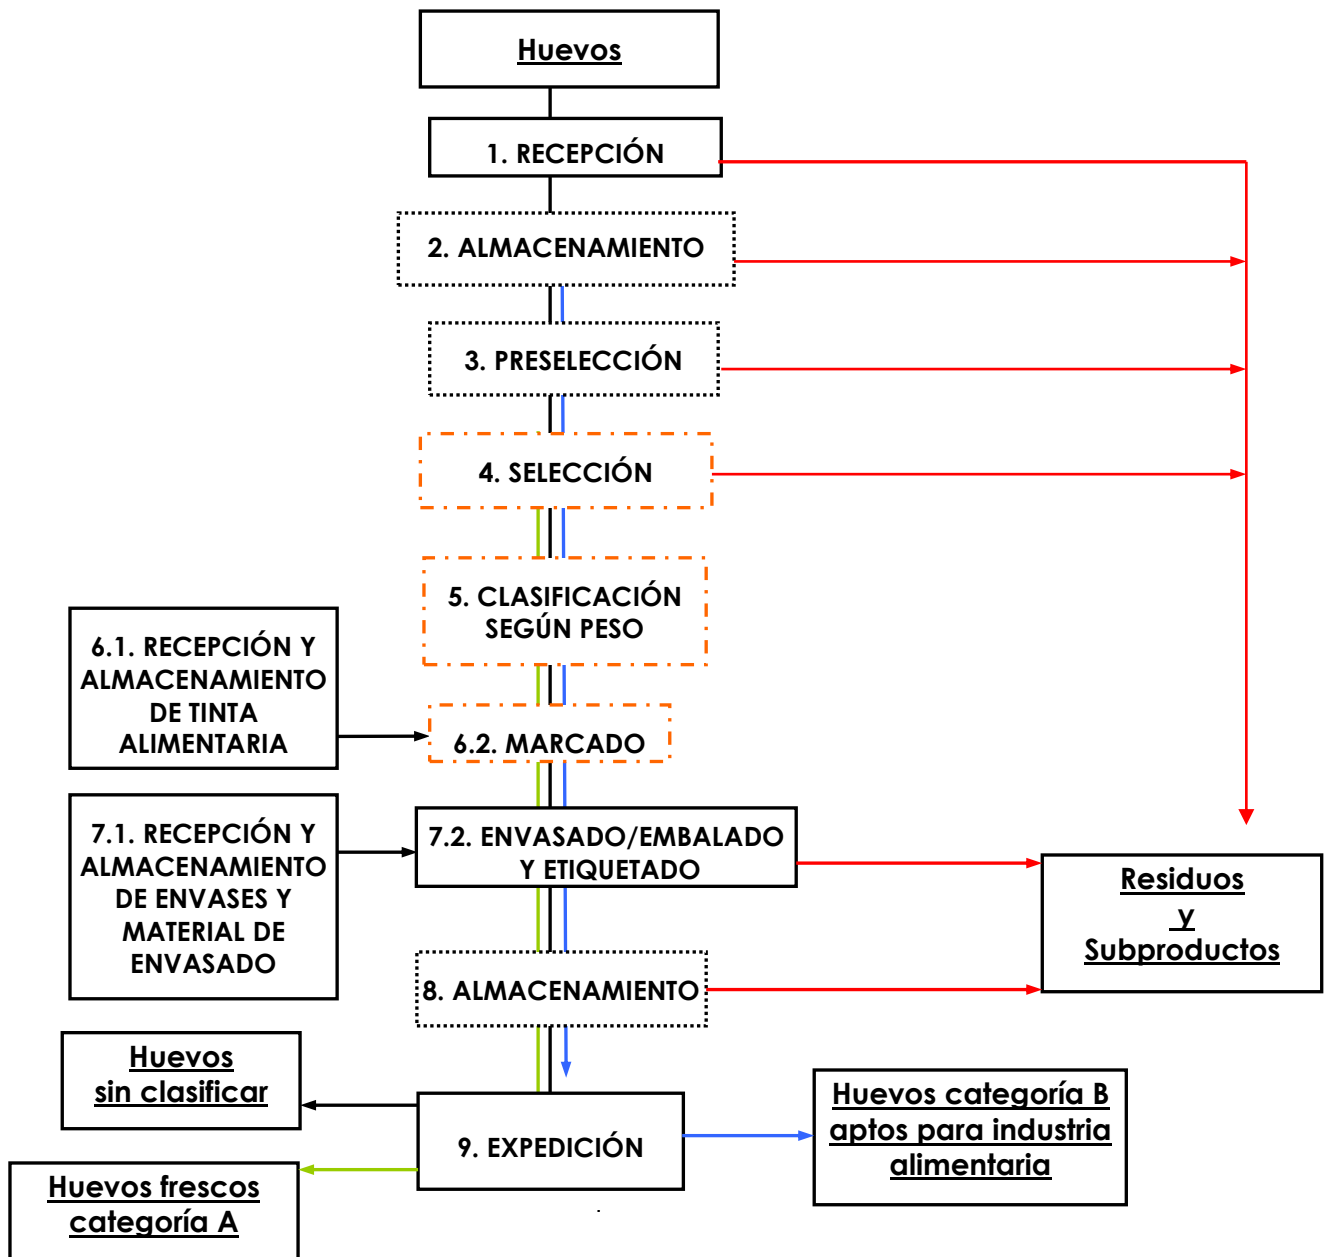 Huevos
1. RECEPCIÓN
2. ALMACENAMIENTO
3. PRESELECCIÓN
4. SELECCIÓN
5. CLASIFICACIÓN
SEGÚN PESO
6.1. RECEPCIÓN Y
ALMACENAMIENTO
DE TINTA
ALIMENTARIA
6.2. MARCADO
7.1. RECEPCIÓN Y
ALMACENAMIENTO
DE ENVASES Y
MATERIAL DE
ENVASADO
7.2. ENVASADO/EMBALADO
Y ETIQUETADO
Residuos
y
Subproductos
8. ALMACENAMIENTO
Huevos
sin clasificar
9. EXPEDICIÓN
Huevos categoría B
aptos para industria
alimentaria
Huevos frescos
categoría A